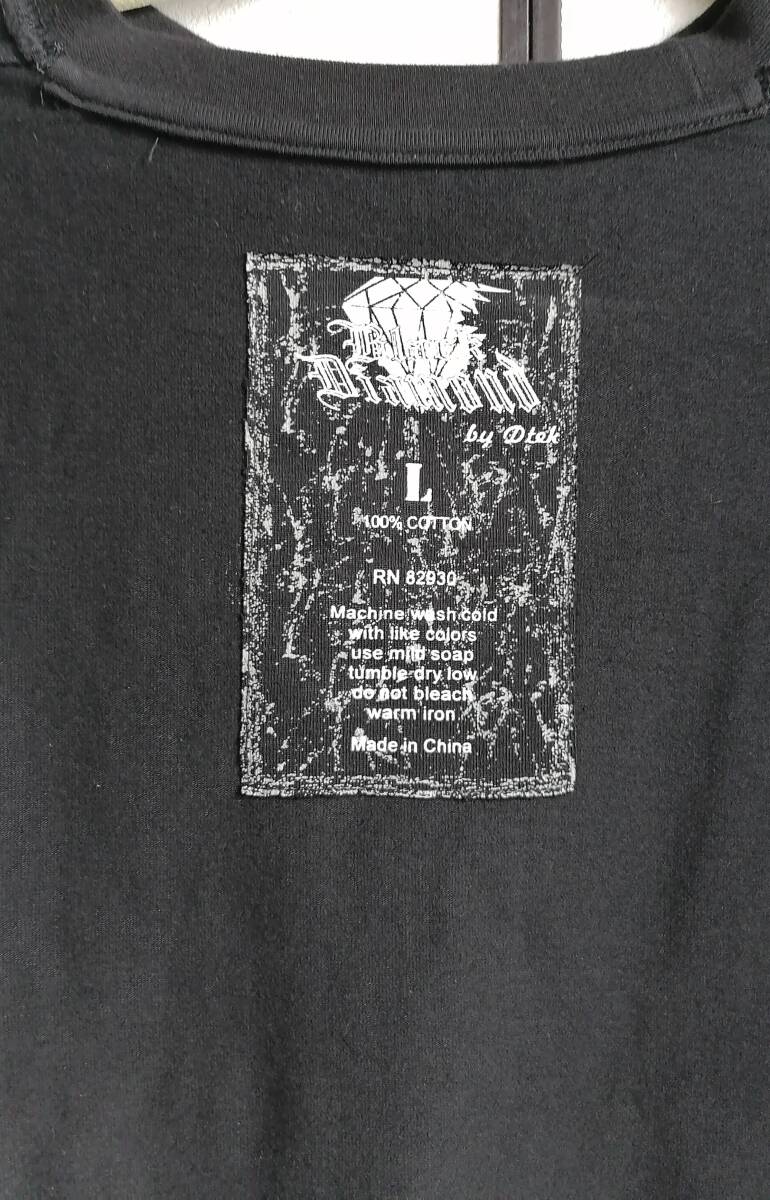 Black
Diamond
by Dtek
L
100% COTTON
RN 82930
Machine wash cold
with like colors
use mild soap
tumble dry low
do not bleach
warm iron
Made in China